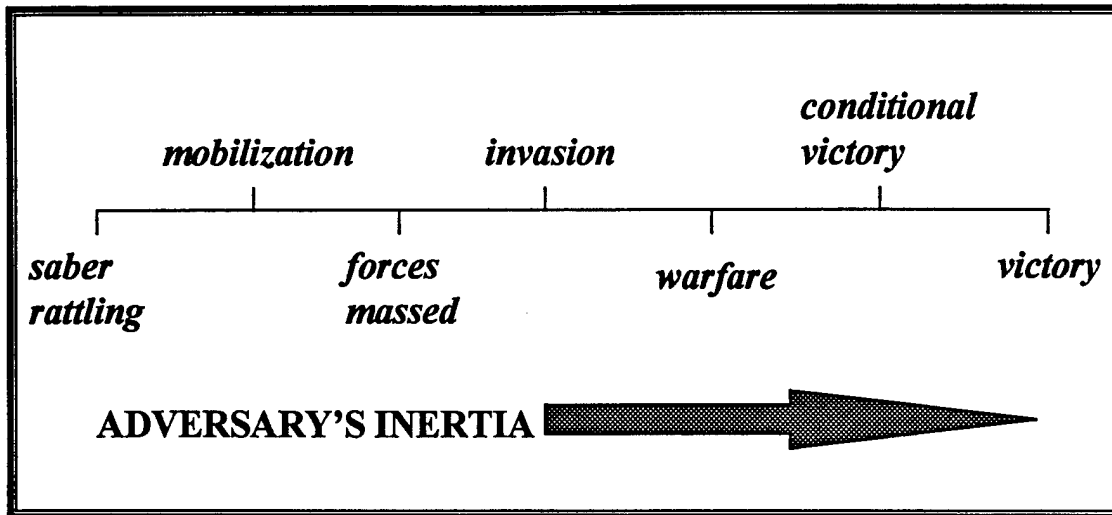 conditional
victory
mobilization
invasion
saber
rattling
forces
massed
warfare
victory
ADVERSARY'S INERTIA